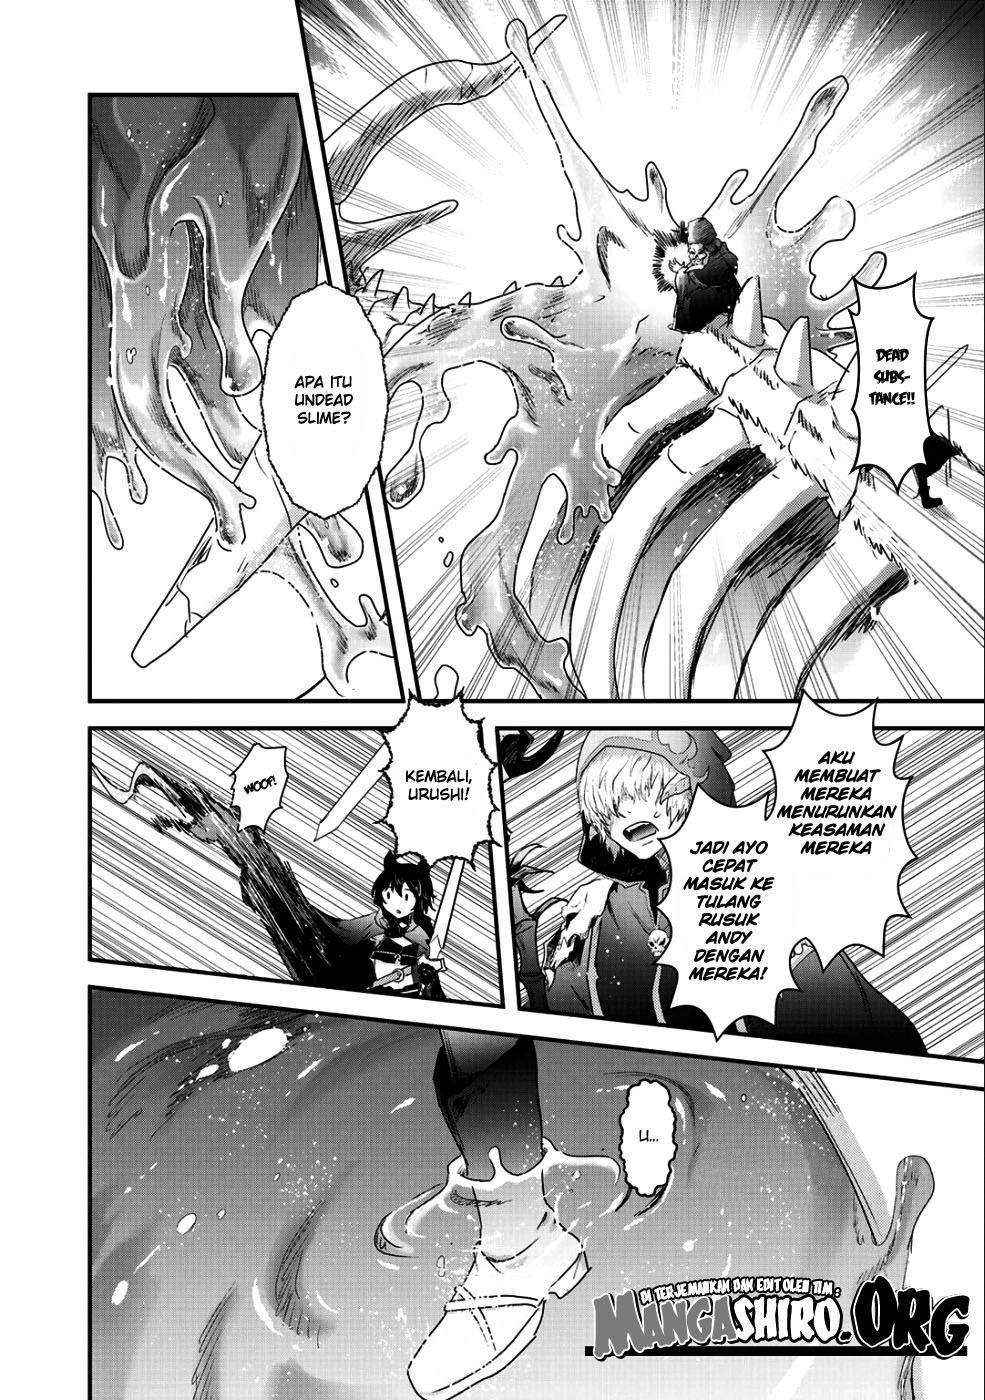 DEAD
SUBS-
TANCE!!
APA ITU
UNDEAD
SLIME?
AKU
MEMBUAT
MEREKA
MENURUNKAN
KEASAMAN
MEREKA
JADI AYO
CEPAT
MASUK KE
TULANG
RUSUK
ANDY
DENGAN
MEREKA!
KEMBALI,
URUSHI!
WOOF!
U...
DI TERJEMAHKAN DAN EDIT OLEH TIM :
MANGASHIRO.ORG